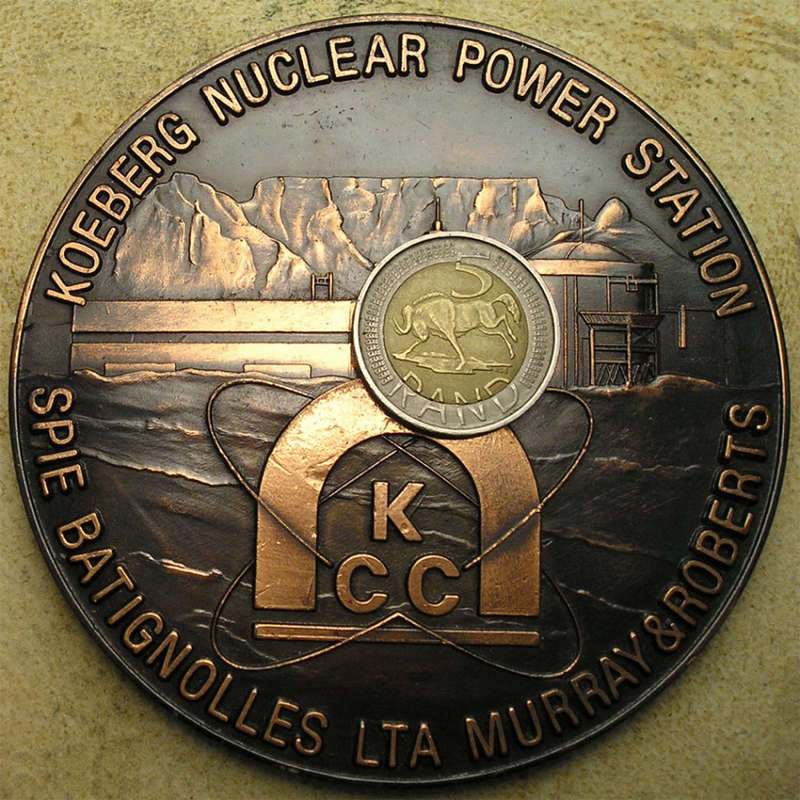 KOEBERG NUCLEAR POWER STATION
5
RAND
K
CC
SPIE BATIGNOLLES LTA MURRAY & ROBERTS